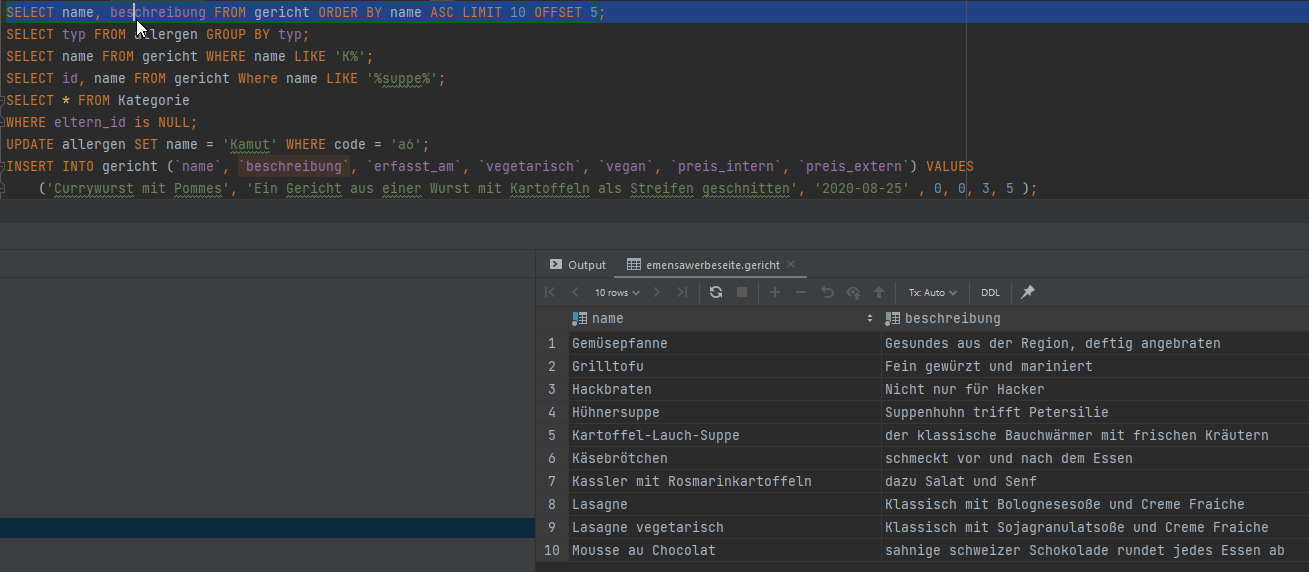 SELECT name, beschreibung FROM gericht ORDER BY name ASC LIMIT 10 OFFSET 5;
SELECT typ FROM allergen GROUP BY typ;
SELECT name FROM gericht WHERE name LIKE 'K%';
SELECT id, name FROM gericht Where name LIKE '%suppe%';
SELECT * FROM Kategorie
WHERE eltern_id is NULL;
UPDATE allergen SET name = 'Kamut' WHERE code = 'a6';
INSERT INTO gericht (`name`, `beschreibung`, `erfasst_am`, `vegetarisch`, `vegan`, `preis_intern`, `preis_extern`) VALUES
('Currywurst mit Pommes', 'Ein Gericht aus einer Wurst mit Kartoffeln als Streifen geschnitten', '2020-08-25' , 0, 0, 3, 5 );
Output emensawerbeseite.gericht
10 rows Tx: Auto DDL
name beschreibung
1 Gemüsepfanne Gesundes aus der Region, deftig angebraten
2 Grilltofu Fein gewürzt und mariniert
3 Hackbraten Nicht nur für Hacker
4 Hühnersuppe Suppenhuhn trifft Petersilie
5 Kartoffel-Lauch-Suppe der klassische Bauchwärmer mit frischen Kräutern
6 Käsebrötchen schmeckt vor und nach dem Essen
7 Kassler mit Rosmarinkartoffeln dazu Salat und Senf
8 Lasagne Klassisch mit Bolognesesoße und Creme Fraiche
9 Lasagne vegetarisch Klassisch mit Sojagranulatsoße und Creme Fraiche
10 Mousse au Chocolat sahnige schweizer Schokolade rundet jedes Essen ab